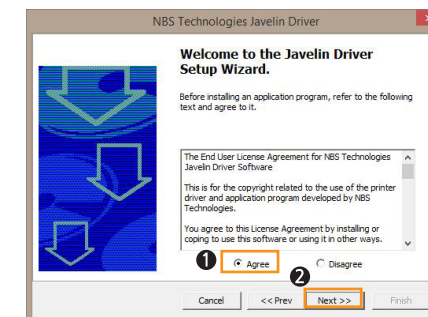 NBS Technologies Javelin Driver
Welcome to the Javelin Driver
Setup Wizard.
Before installing an application program, refer to the following
text and agree to it.
The End User License Agreement for NBS Technologies
Javelin Driver Software
This is for the copyright related to the use of the printer
driver and application program developed by NBS
Technologies.
You agree to this License Agreement by installing or
coping to use this software or using it in other ways.
1 Agree Disagree
2
Cancel << Prev Next >> Finish